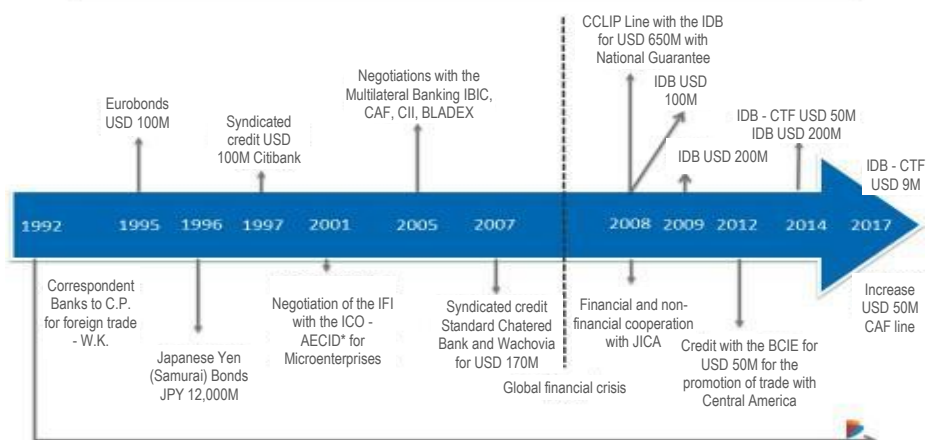 CCLIP Line with the IDB
for USD 650M with
National Guarantee
Negotiations with the
Multilateral Banking IBIC,
CAF, CII, BLADEX
IDB USD
100M
Eurobonds
USD 100M
Syndicated
credit USD
100M Citibank
IDB - CTF USD 50M
IDB USD 200M
IDB USD 200M
IDB - CTF
USD 9M
1992
1995
1996
1997
2001
2005
2007
2008
2009
2012
2014
2017
Correspondent
Banks to C.P.
for foreign trade
- W.K.
Japanese Yen
(Samurai) Bonds
JPY 12,000M
Negotiation of the IFI
with the ICO -
AECID* for
Microenterprises
Syndicated credit
Standard Chatered
Bank and Wachovia
for USD 170M
Global financial crisis
Financial and non-
financial cooperation
with JICA
Credit with the BCIE for
USD 50M for the
promotion of trade with
Central America
Increase
USD 50M
CAF line